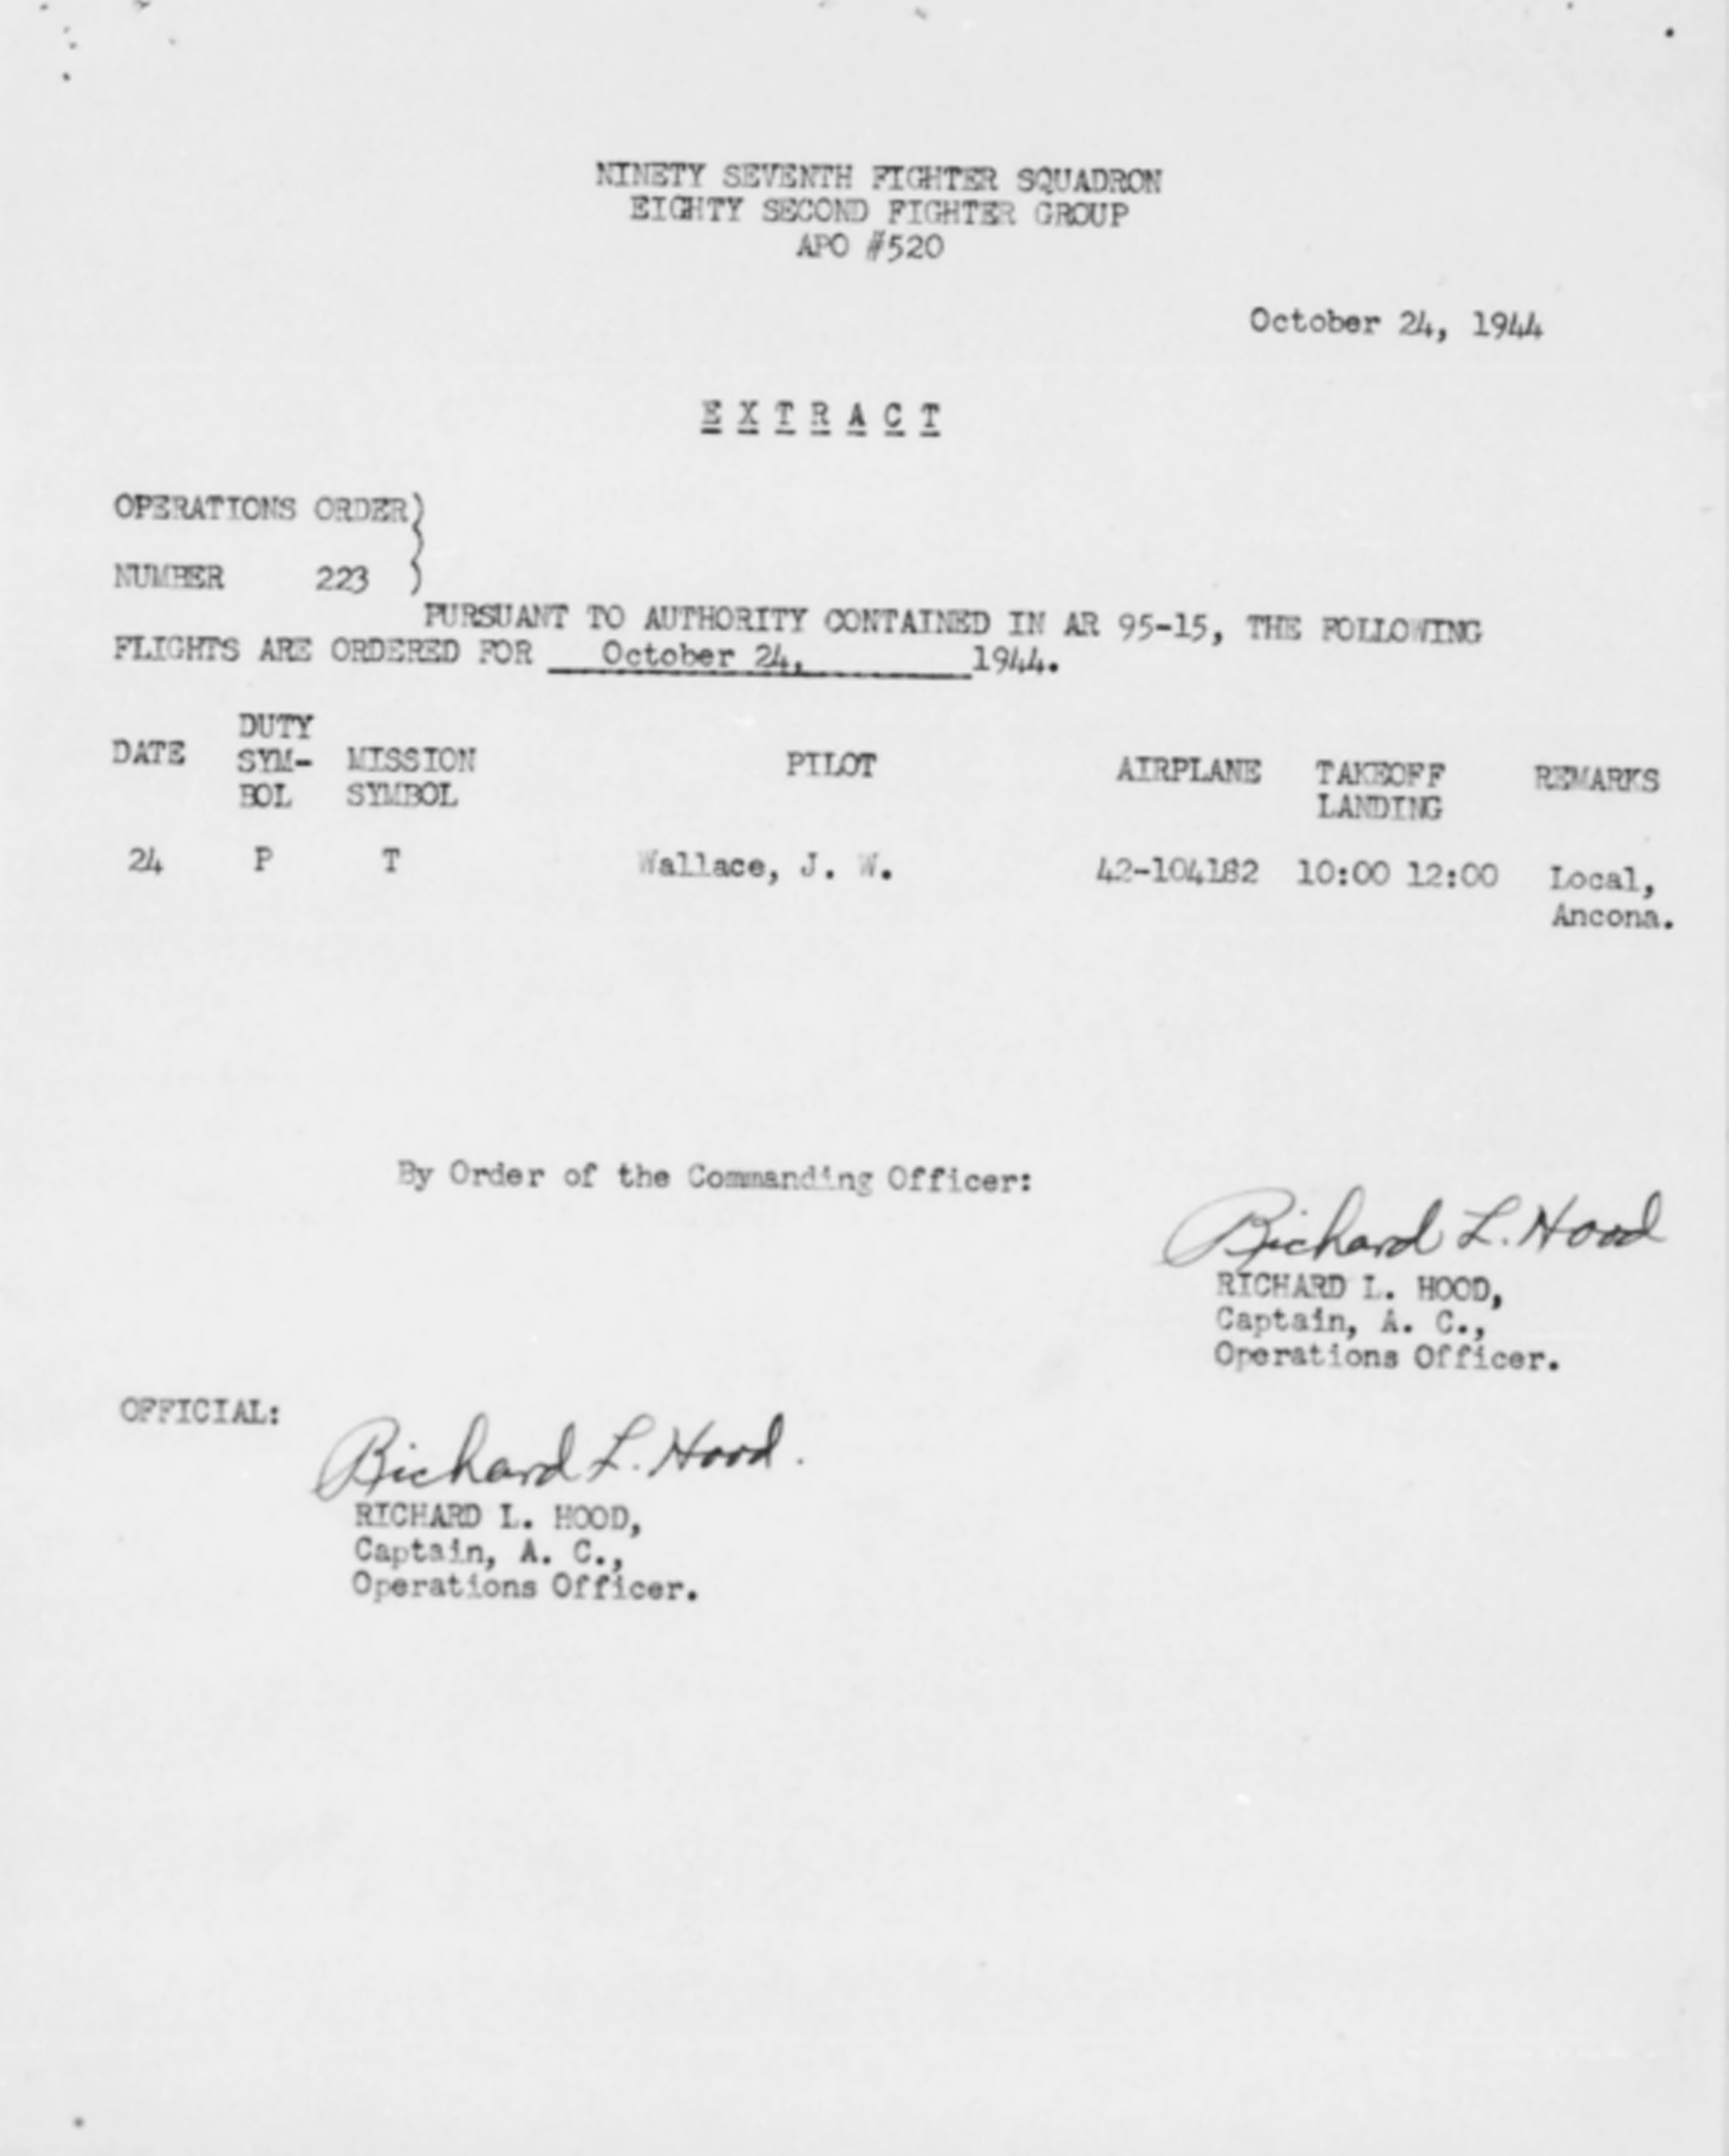 NINETY SEVENTH FIGHTER SQUADRON
EIGHTY SECOND FIGHTER GROUP
APO #520
October 24, 1944
E X T R A C T
OPERATIONS ORDER)
)
NUMBER 223 )
PURSUANT TO AUTHORITY CONTAINED IN AR 95-15, THE FOLLOWING
FLIGHTS ARE ORDERED FOR October 24, 1944.
DATE DUTY SYM-BOL MISSION SYMBOL PILOT AIRPLANE TAKEOFF LANDING REMARKS
24 P T Wallace, J. W. 42-104182 10:00 12:00 Local,
Ancona.
By Order of the Commanding Officer:
Richard L. Hood
RICHARD L. HOOD,
Captain, A. C.,
Operations Officer.
OFFICIAL:
Richard L. Hood.
RICHARD L. HOOD,
Captain, A. C.,
Operations Officer.